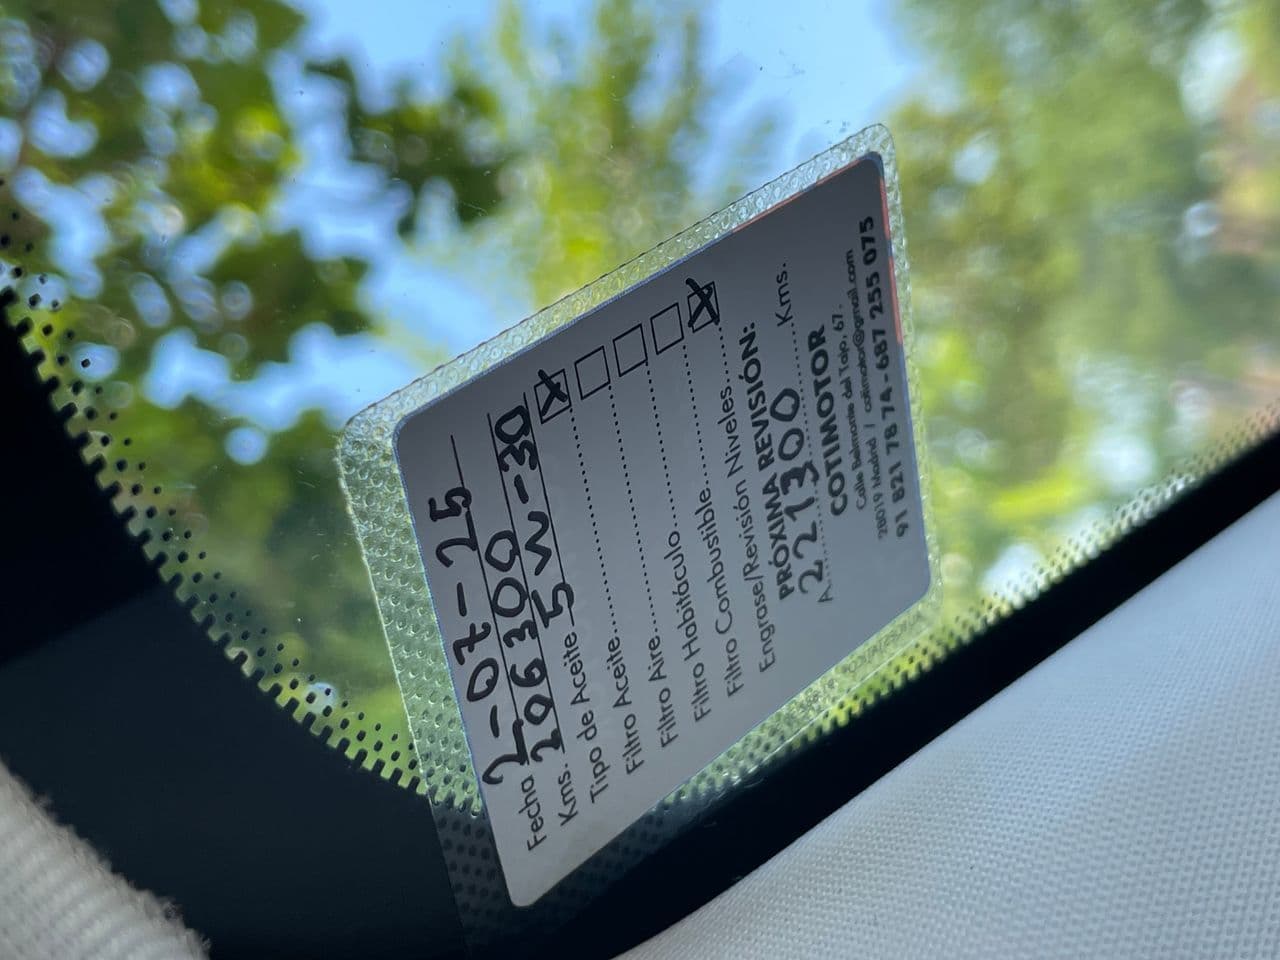 Fecha 2-07-25
Kms. 206300
Tipo de Aceite 5W-30
Filtro Aceite ☒
Filtro Aire ☐
Filtro Habitáculo ☐
Filtro Combustible ☐
Engrase/Revisión Niveles ☒
PRÓXIMA REVISIÓN:
A 221300 Kms.
COTIMOTOR
Calle Belmonte del Tajo, 67.
28019 Madrid / cotimotor@gmail.com
91 821 78 74 - 687 255 075